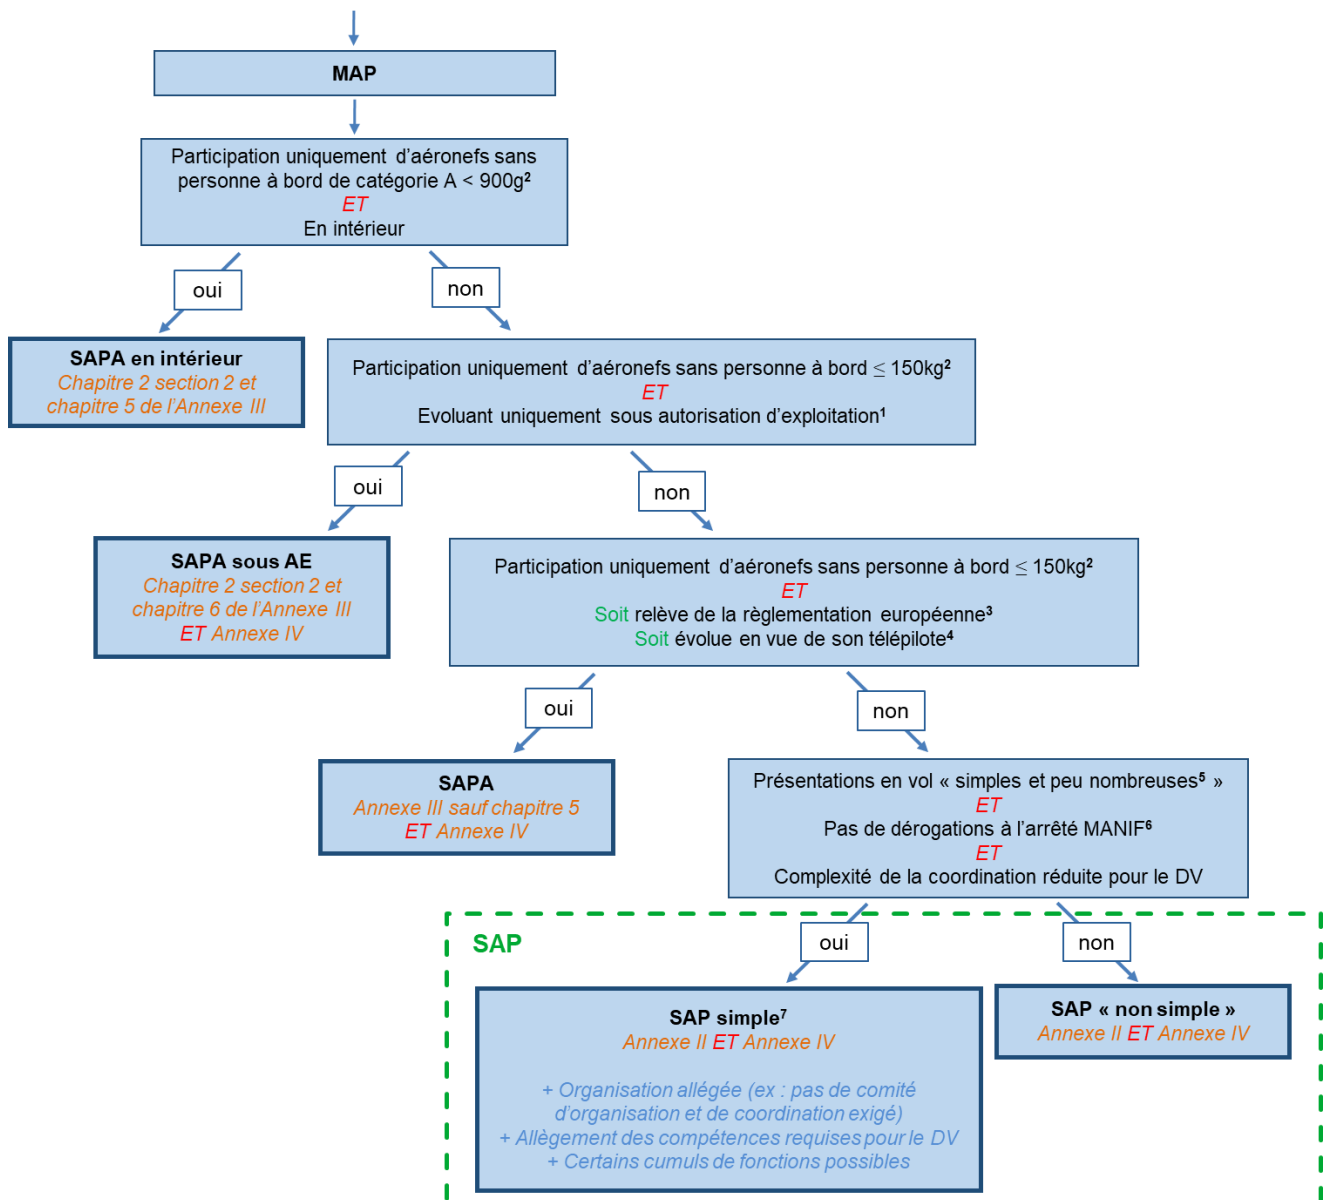 MAP
Participation uniquement d’aéronefs sans
personne à bord de catégorie A < 900g²
ET
En intérieur
oui
non
SAPA en intérieur
Chapitre 2 section 2 et
chapitre 5 de l’Annexe III
Participation uniquement d’aéronefs sans personne à bord ≤ 150kg²
ET
Evoluant uniquement sous autorisation d’exploitation¹
oui
non
SAPA sous AE
Chapitre 2 section 2 et
chapitre 6 de l’Annexe III
ET Annexe IV
Participation uniquement d’aéronefs sans personne à bord ≤ 150kg²
ET
Soit relève de la règlementation européenne³
Soit évolue en vue de son télépilote⁴
oui
non
SAPA
Annexe III sauf chapitre 5
ET Annexe IV
Présentations en vol « simples et peu nombreuses⁵ »
ET
Pas de dérogations à l’arrêté MANIF⁶
ET
Complexité de la coordination réduite pour le DV
SAP
oui
non
SAP simple⁷
Annexe II ET Annexe IV
+ Organisation allégée (ex : pas de comité
d’organisation et de coordination exigé)
+ Allègement des compétences requises pour le DV
+ Certains cumuls de fonctions possibles
SAP « non simple »
Annexe II ET Annexe IV